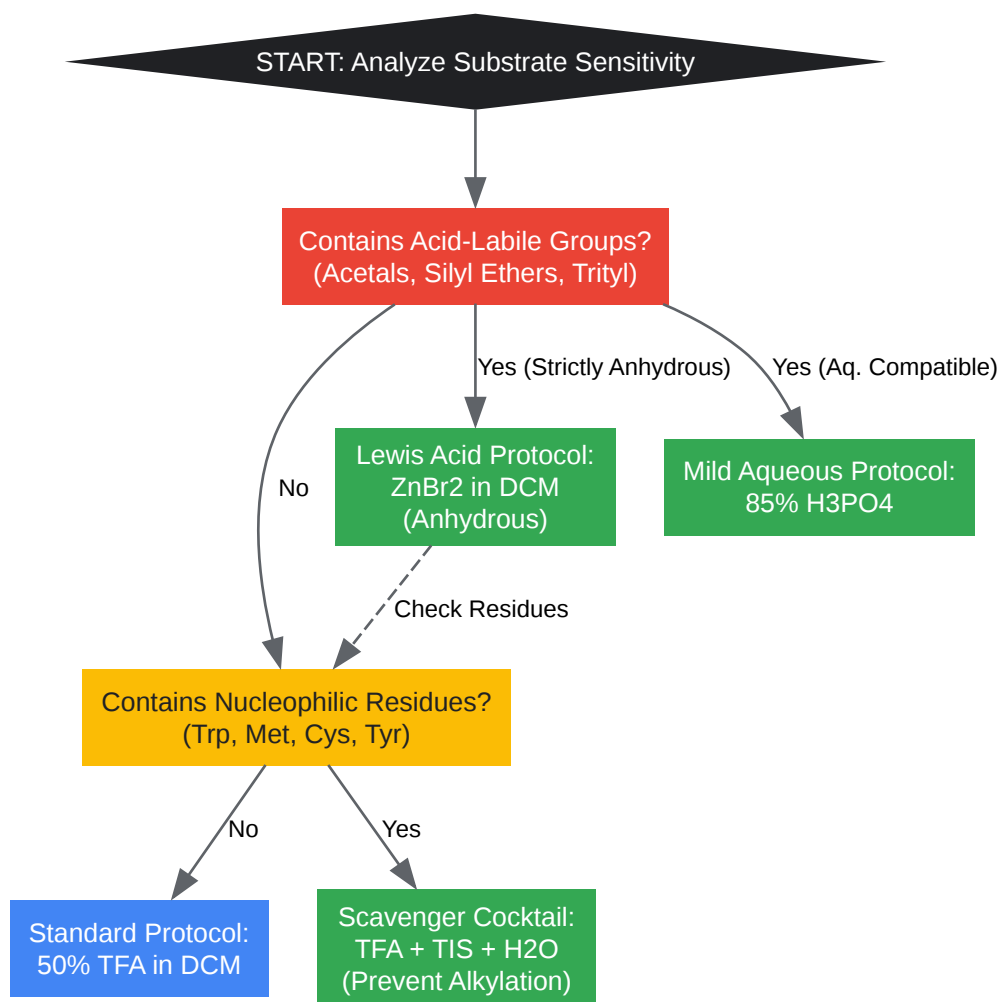 START: Analyze Substrate Sensitivity
Contains Acid-Labile Groups?
(Acetals, Silyl Ethers, Trityl)
Yes (Strictly Anhydrous)
Yes (Aq. Compatible)
Lewis Acid Protocol:
ZnBr2 in DCM
(Anhydrous)
Mild Aqueous Protocol:
85% H3PO4
No
Check Residues
Contains Nucleophilic Residues?
(Trp, Met, Cys, Tyr)
No
Yes
Standard Protocol:
50% TFA in DCM
Scavenger Cocktail:
TFA + TIS + H2O
(Prevent Alkylation)